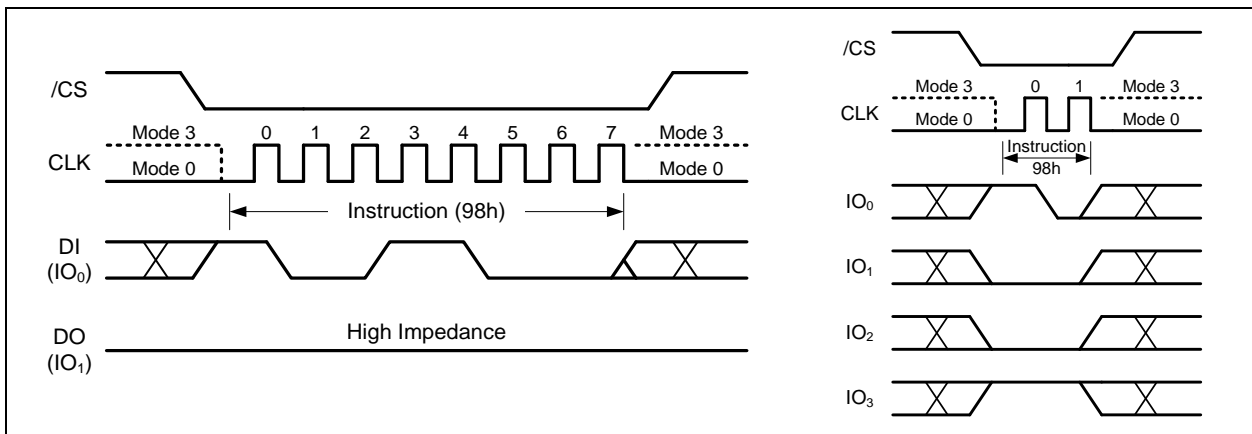 /CS
Mode 3 0 1 2 3 4 5 6 7 Mode 3
CLK
Mode 0 Mode 0
Instruction (98h)
DI
(IO₀)
High Impedance
DO
(IO₁)
/CS
Mode 3 0 1 Mode 3
CLK
Mode 0 Mode 0
Instruction
98h
IO₀
IO₁
IO₂
IO₃